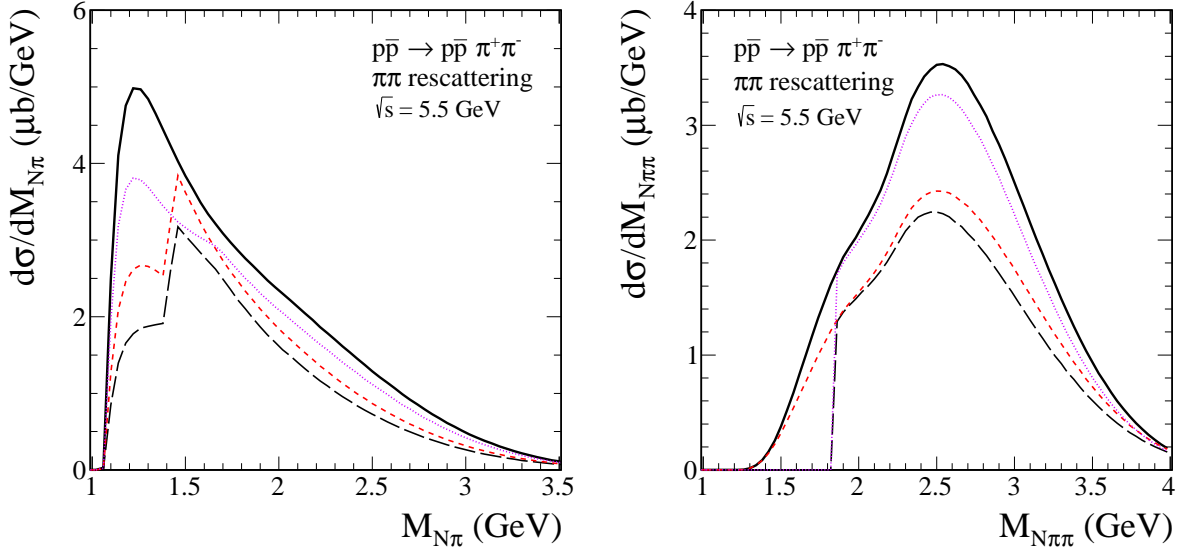 dσ/dM_Nπ (μb/GeV)
6
4
2
0
pp̅ → pp̅ π⁺π⁻
ππ rescattering
√s = 5.5 GeV
1 1.5 2 2.5 3 3.5
M_Nπ (GeV)
dσ/dM_Nππ (μb/GeV)
4
3
2
1
0
pp̅ → pp̅ π⁺π⁻
ππ rescattering
√s = 5.5 GeV
1 1.5 2 2.5 3 3.5 4
M_Nππ (GeV)